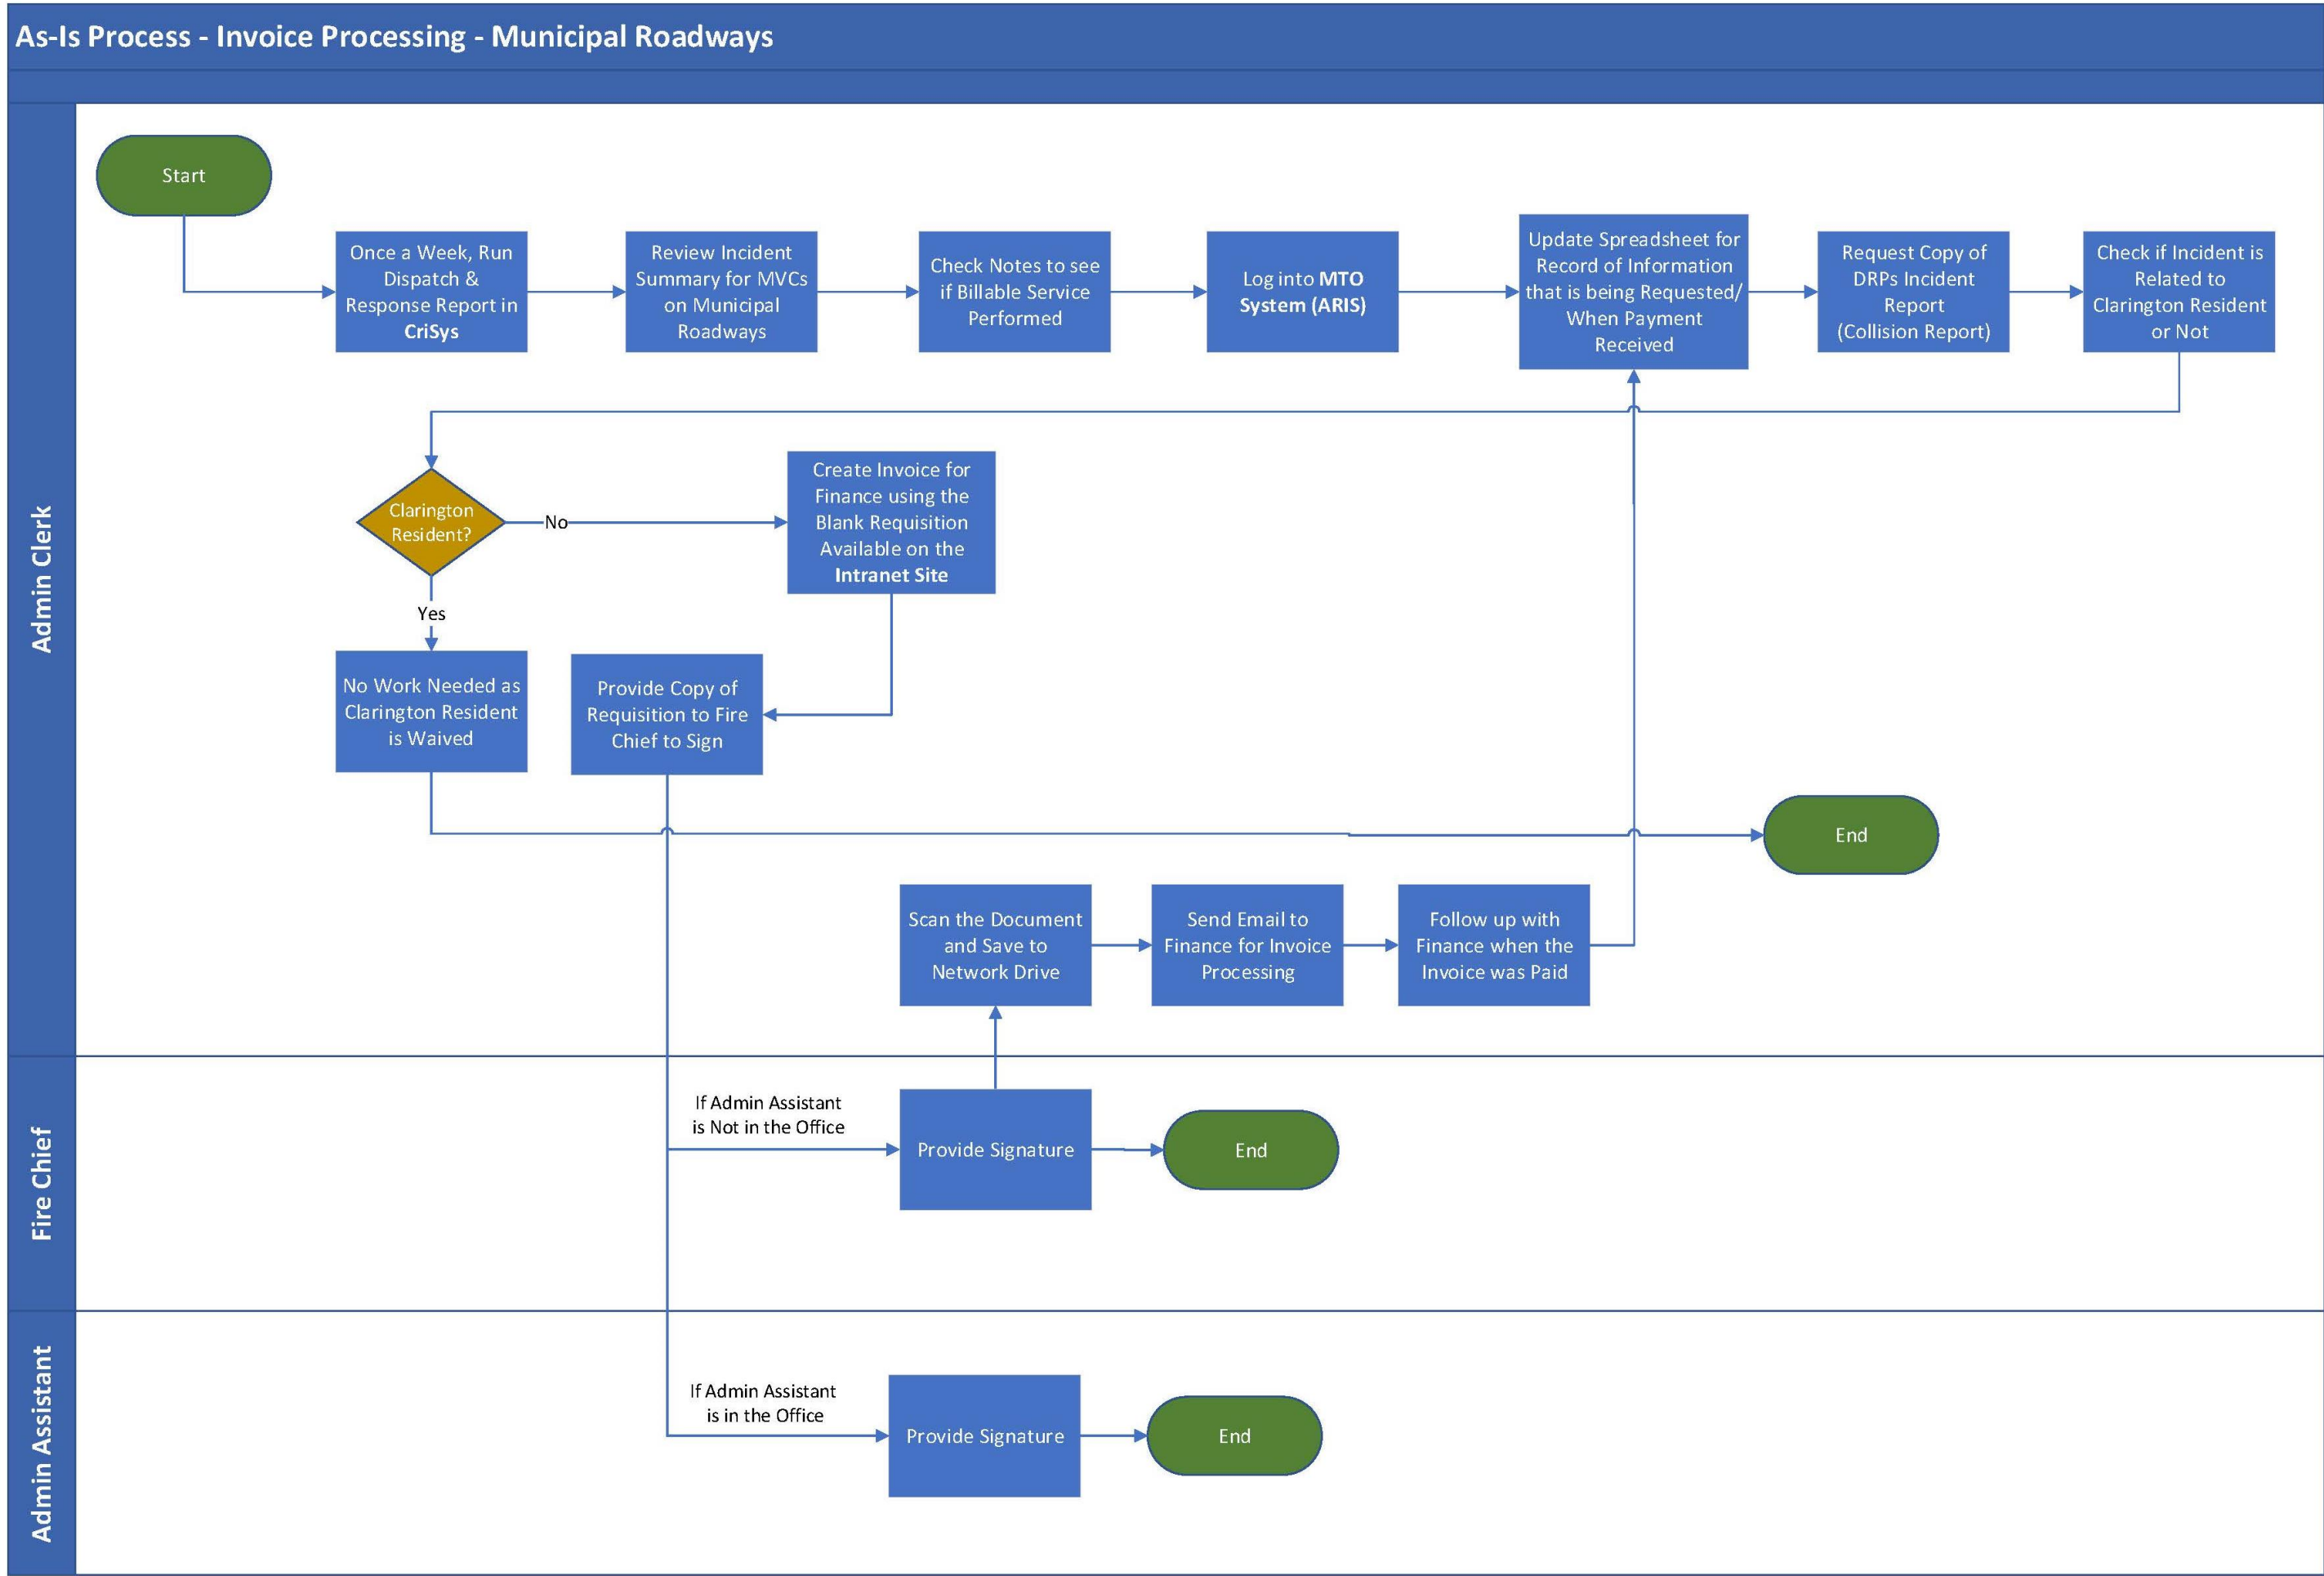 As-Is Process - Invoice Processing - Municipal Roadways
Admin Clerk
Start
Once a Week, Run
Dispatch &
Response Report in
CriSys
Review Incident
Summary for MVCs
on Municipal
Roadways
Check Notes to see
if Billable Service
Performed
Log into MTO
System (ARIS)
Update Spreadsheet for
Record of Information
that is being Requested/
When Payment
Received
Request Copy of
DRPs Incident
Report
(Collision Report)
Check if Incident is
Related to
Clarington Resident
or Not
Clarington
Resident?
No
Create Invoice for
Finance using the
Blank Requisition
Available on the
Intranet Site
Yes
No Work Needed as
Clarington Resident
is Waived
Provide Copy of
Requisition to Fire
Chief to Sign
End
Scan the Document
and Save to
Network Drive
Send Email to
Finance for Invoice
Processing
Follow up with
Finance when the
Invoice was Paid
Fire Chief
If Admin Assistant
is Not in the Office
Provide Signature
End
Admin Assistant
If Admin Assistant
is in the Office
Provide Signature
End